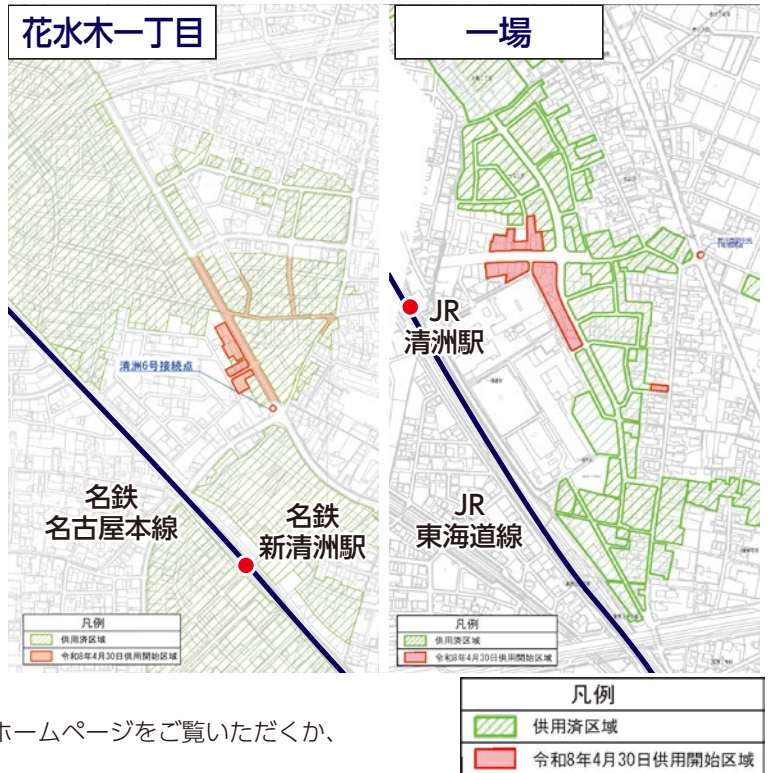 花水木一丁目
清洲6号接続点
名鉄
名古屋本線
名鉄
新清洲駅
凡例
供用済区域
令和8年4月30日供用開始区域
一場
JR
清洲駅
JR
東海道線
凡例
供用済区域
令和8年4月30日供用開始区域
ホームページをご覧いただくか、
凡例
供用済区域
令和8年4月30日供用開始区域